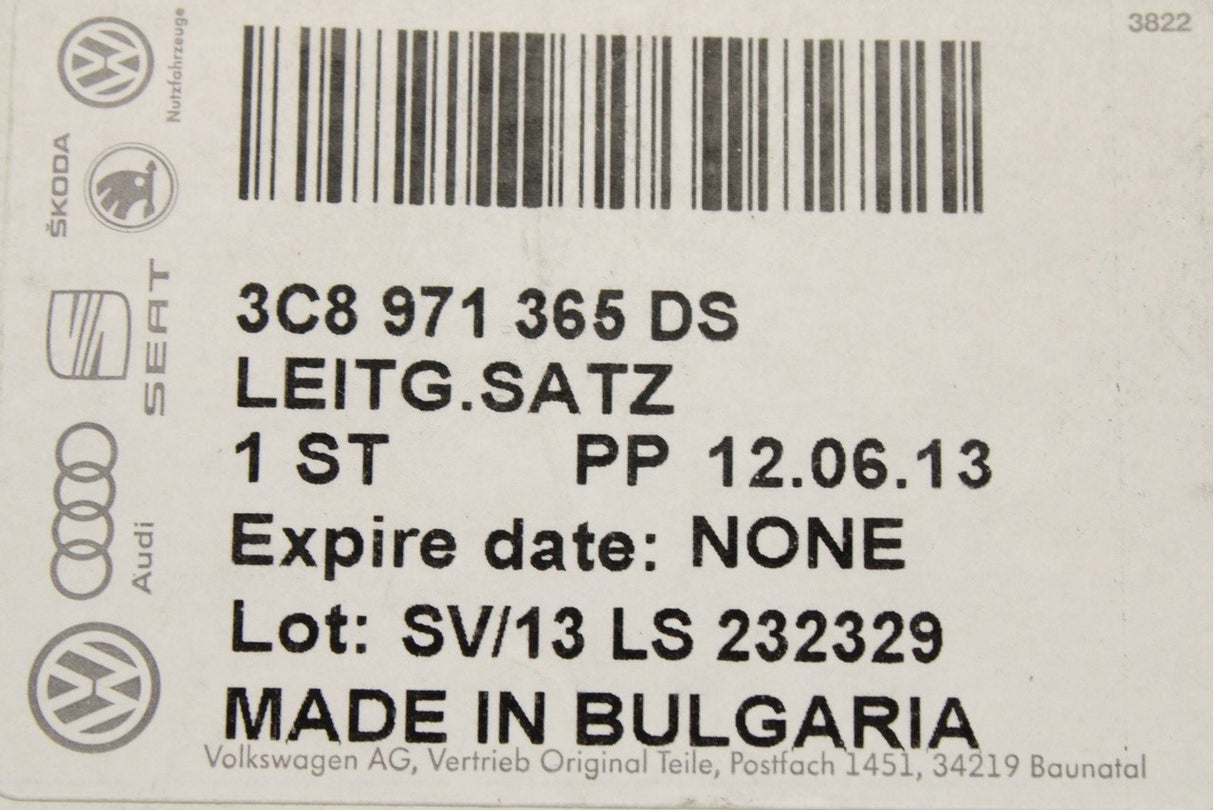 3822
Nutzfahrzeuge
ŠKODA
SEAT
Audi
3C8 971 365 DS
LEITG.SATZ
1 ST PP 12.06.13
Expire date: NONE
Lot: SV/13 LS 232329
MADE IN BULGARIA
Volkswagen AG, Vertrieb Original Teile, Postfach 1451, 34219 Baunatal